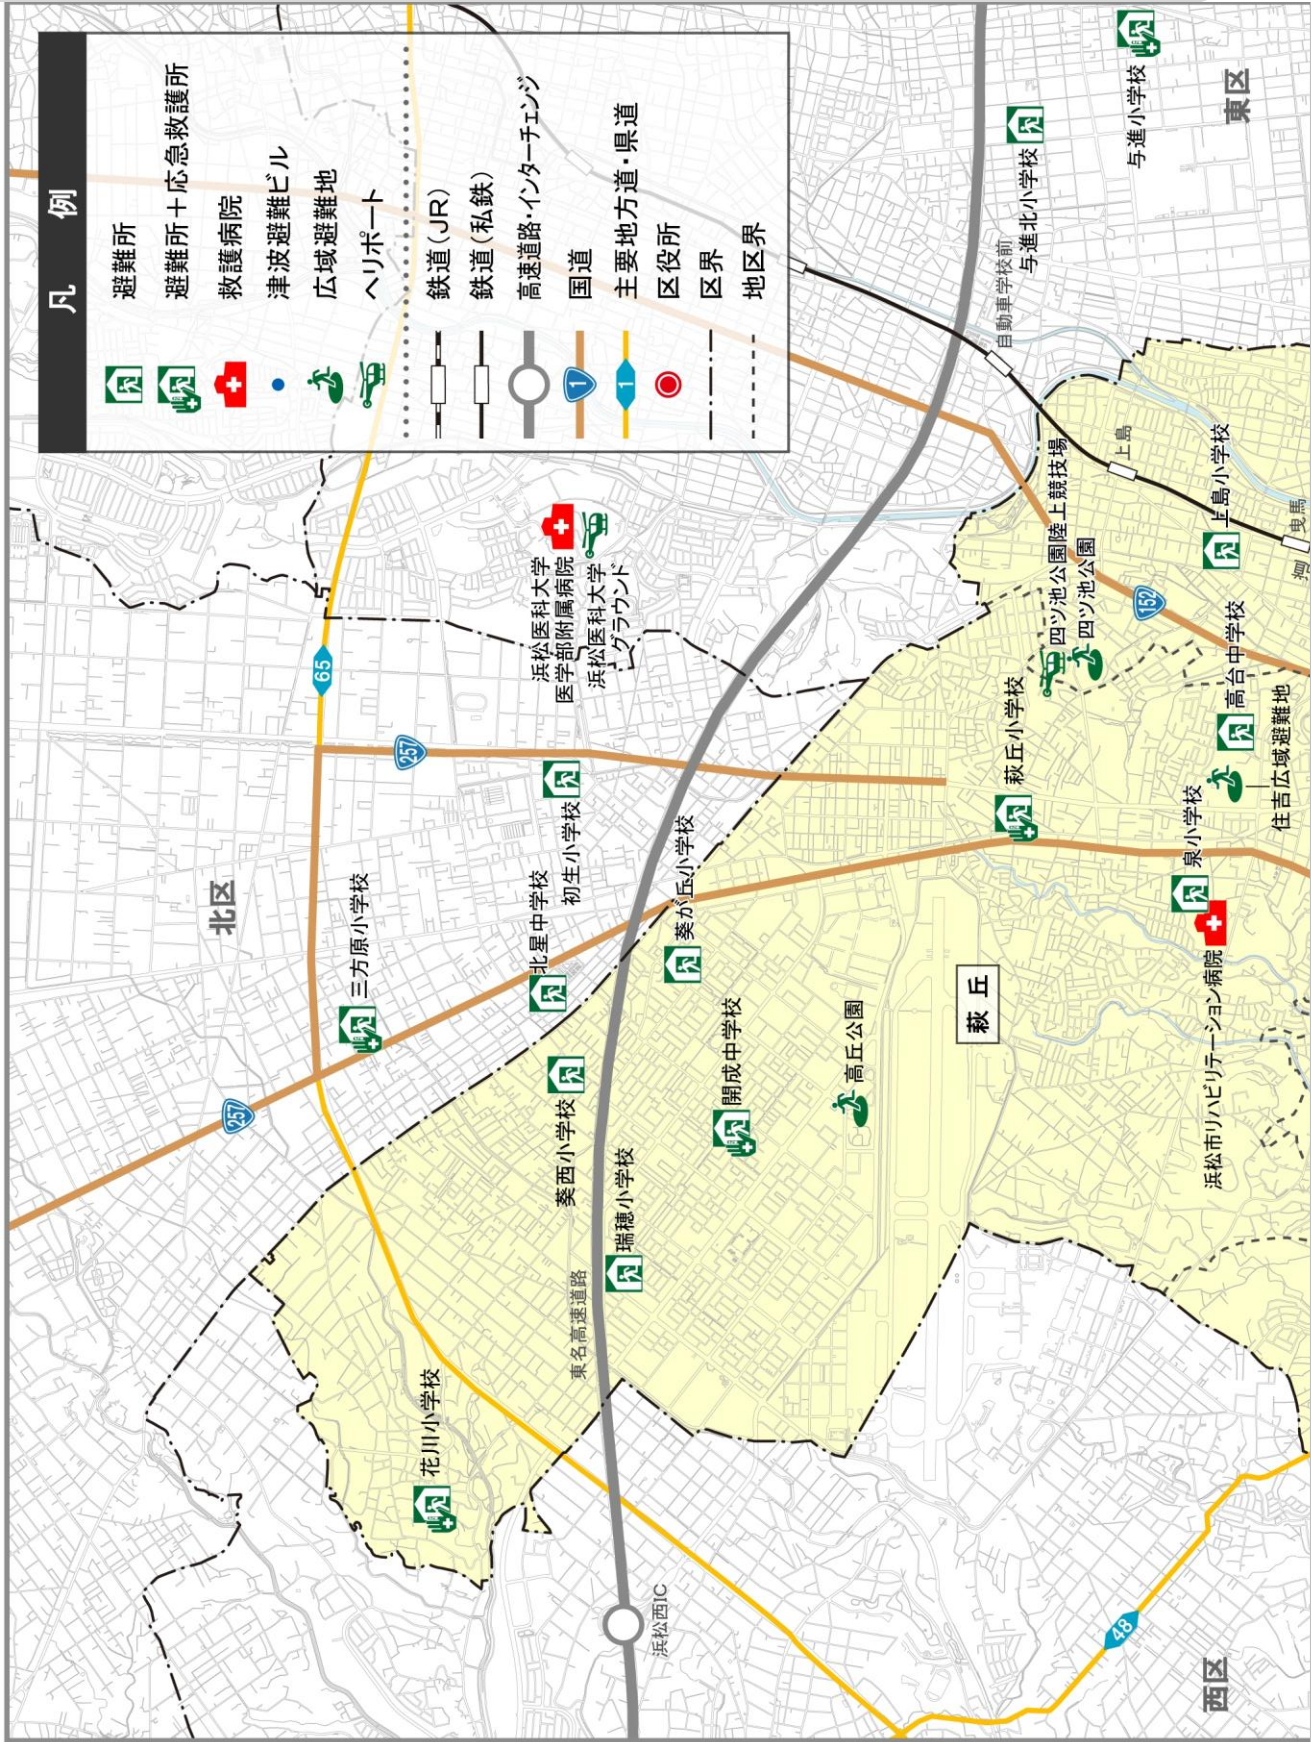 凡 例
避難所
避難所＋応急救護所
救護病院
津波避難ビル
広域避難地
ヘリポート
鉄道（JR）
鉄道（私鉄）
高速道路・インターチェンジ
1
国道
1
主要地方道・県道
区役所
区界
地区界
北区
257
65
257
三方原小学校
花川小学校
浜松医科大学
医学部附属病院
浜松医科大学
グラウンド
初生小学校
北星中学校
葵西小学校
東名高速道路
瑞穂小学校
浜松西IC
葵が丘小学校
開成中学校
高丘公園
萩丘
萩丘小学校
自動車学校前
与進北小学校
与進小学校
東区
四ツ池公園陸上競技場
四ツ池公園
上島
152
上島小学校
曳馬
高台中学校
住吉広域避難地
泉小学校
浜松市リハビリテーション病院
48
西区